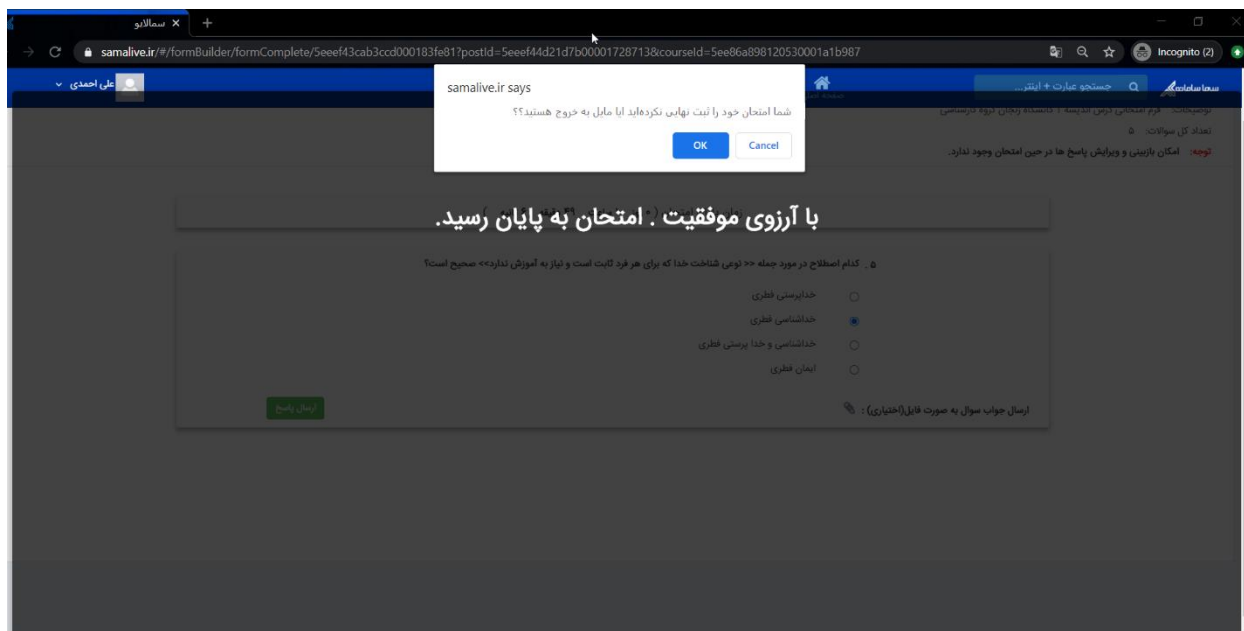 سمالایو
samalive.ir/#/formBuilder/formComplete/5eeef43cab3ccd000183fe81?postId=5eeef44d21d7b00001728713&courseId=5ee86a898120530001a1b987
Incognito (2)
جستجو عبارت + اینتر...
علی احمدی
samalive.ir says
شما امتحان خود را ثبت نهایی نکرده‌اید ایا مایل به خروج هستید؟؟
OK
Cancel
تعداد کل سوالات: ۵
توجه: امکان بازبینی و ویرایش پاسخ ها در حین امتحان وجود ندارد.
با آرزوی موفقیت . امتحان به پایان رسید.
۵ . کدام اصطلاح در مورد جمله << نوعی شناخت خدا که برای هر فرد ثابت است و نیاز به آموزش ندارد>> صحیح است؟
خداپرستی فطری
خداشناسی فطری
خداشناسی و خدا پرستی فطری
ایمان فطری
ارسال جواب سوال به صورت فایل(اختیاری) :
ارسال پاسخ